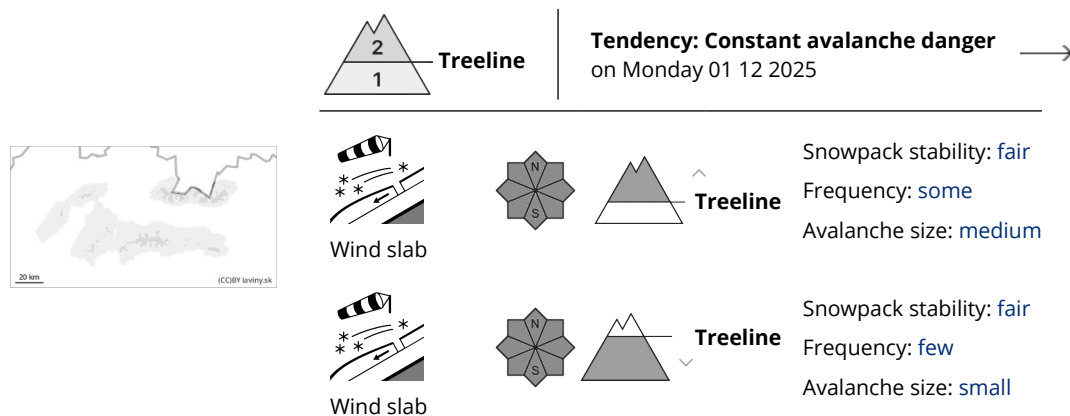 2
Treeline
1
Tendency: Constant avalanche danger
on Monday 01 12 2025
20 km
(CC)BY laviny.sk
Wind slab
N
S
Treeline
Snowpack stability: fair
Frequency: some
Avalanche size: medium
Wind slab
N
S
Treeline
Snowpack stability: fair
Frequency: few
Avalanche size: small